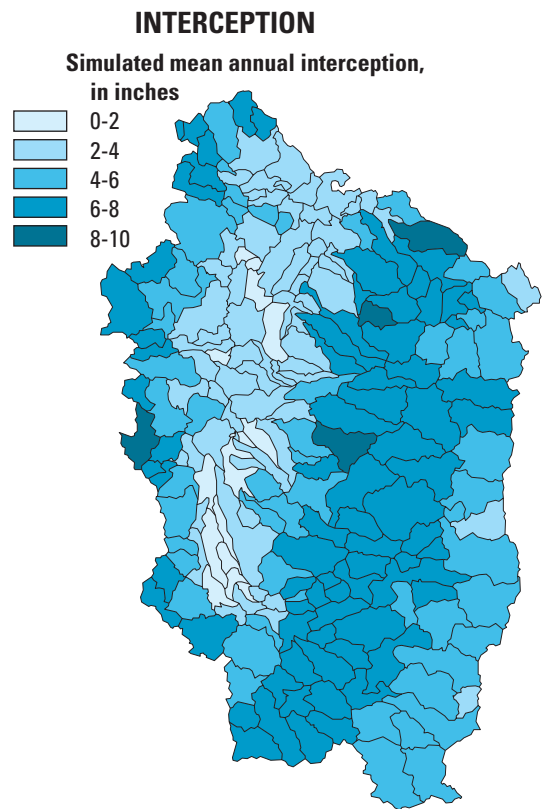 INTERCEPTION
Simulated mean annual interception,
in inches
0-2
2-4
4-6
6-8
8-10